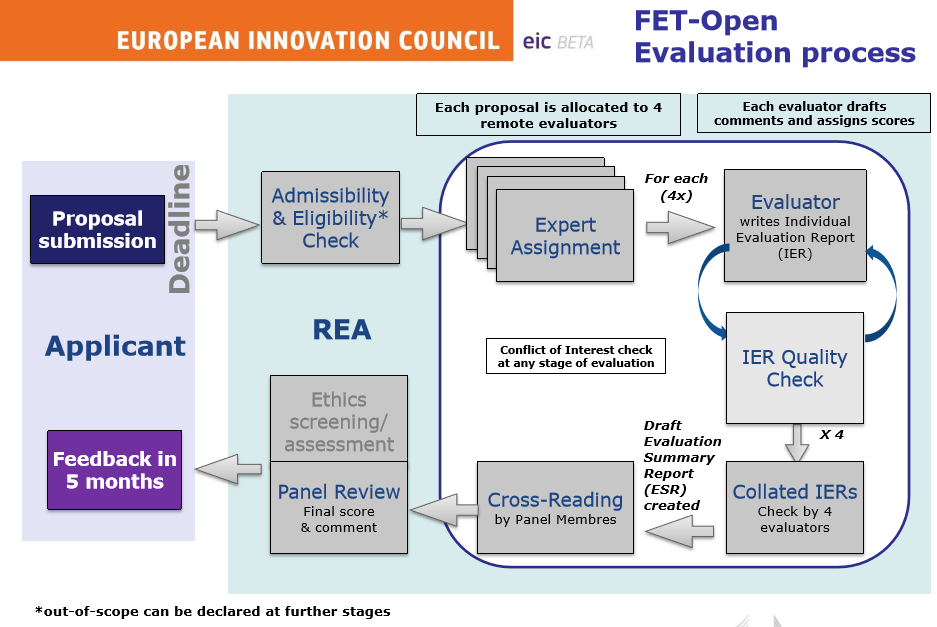 EUROPEAN INNOVATION COUNCIL
eic BETA
FET-Open
Evaluation process
Each proposal is allocated to 4
remote evaluators
Each evaluator drafts
comments and assigns scores
Proposal
submission
Deadline
Admissibility
& Eligibility*
Check
Expert
Assignment
For each
(4x)
Evaluator
writes Individual
Evaluation Report
(IER)
Applicant
REA
Conflict of Interest check
at any stage of evaluation
IER Quality
Check
X 4
Ethics
screening/
assessment
Draft
Evaluation
Summary
Report
(ESR)
created
Feedback in
5 months
Panel Review
Final score
& comment
Cross-Reading
by Panel Membres
Collated IERs
Check by 4
evaluators
*out-of-scope can be declared at further stages